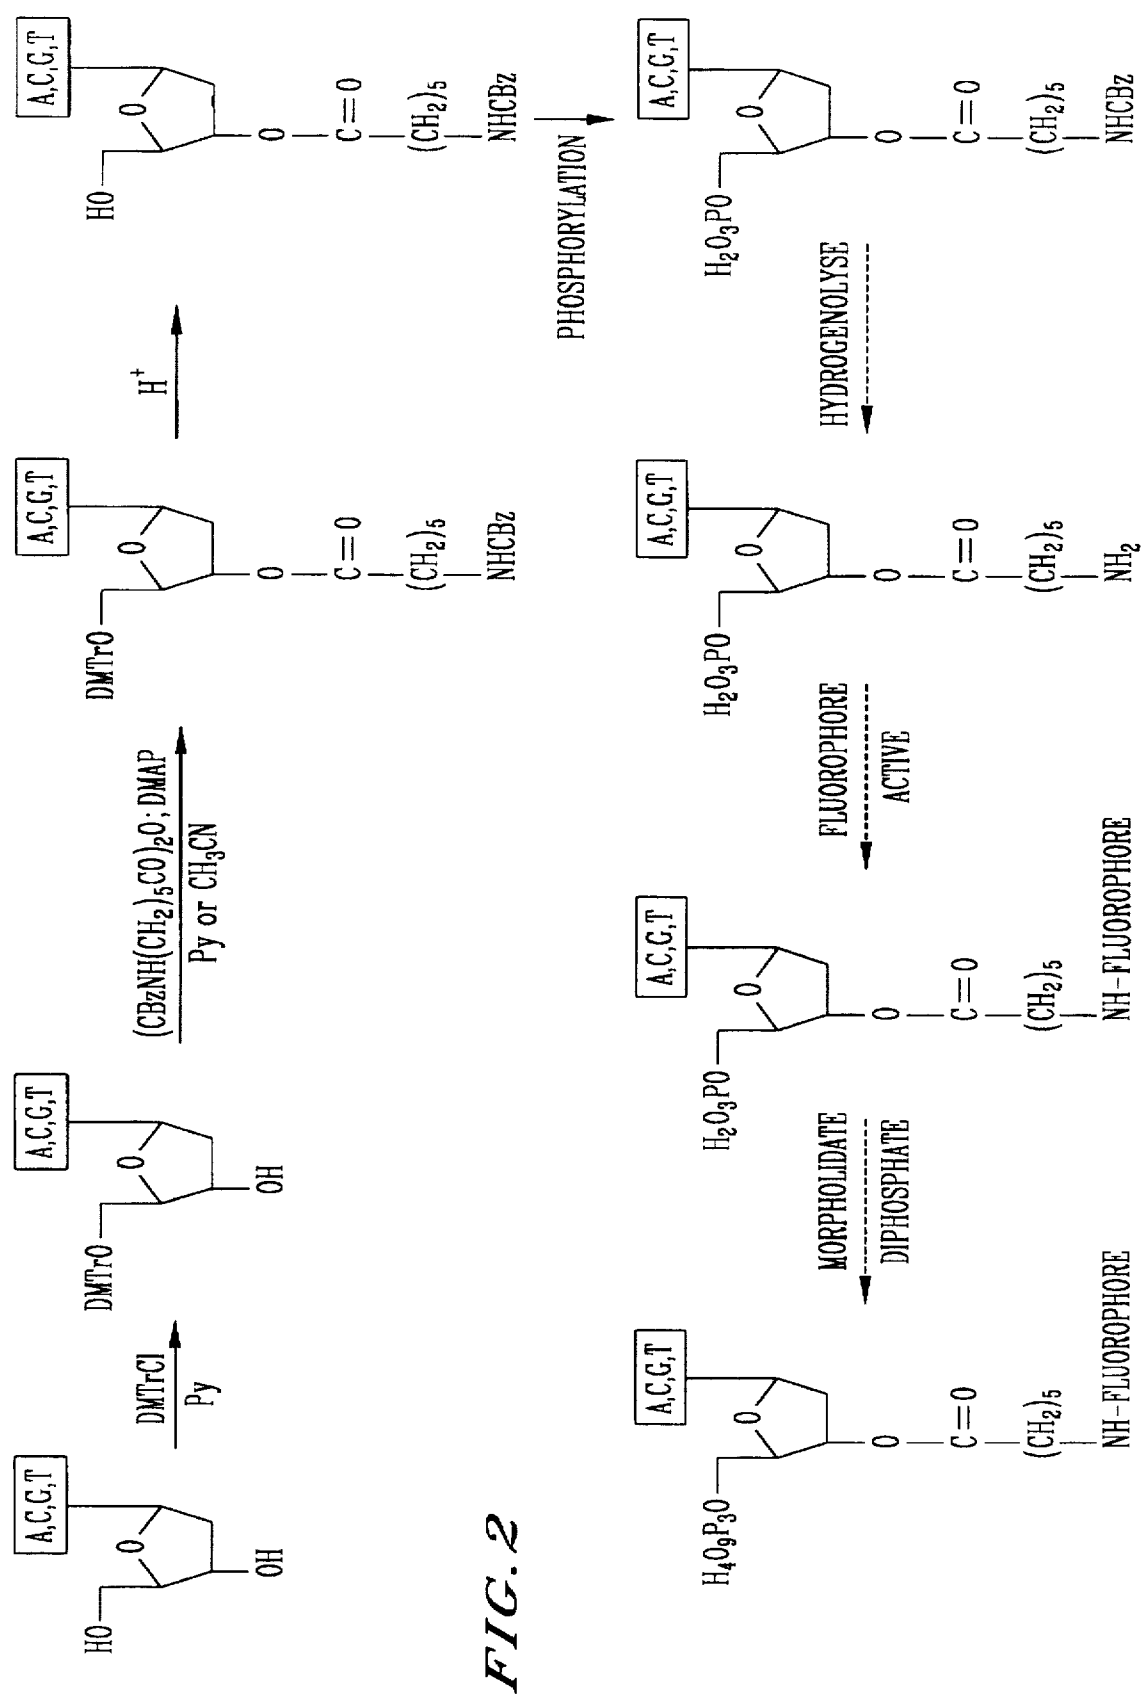 A,C,G,T
HO
O
OH
DMTrCl
Py
A,C,G,T
DMTrO
O
OH
(CBzNH(CH2)5CO)2O; DMAP
Py or CH3CN
A,C,G,T
DMTrO
O
O
C=O
(CH2)5
NHCBz
H+
A,C,G,T
HO
O
O
C=O
(CH2)5
NHCBz
PHOSPHORYLATION
A,C,G,T
H2O3PO
O
O
C=O
(CH2)5
NHCBz
HYDROGENOLYSE
A,C,G,T
H2O3PO
O
O
C=O
(CH2)5
NH2
FLUOROPHORE
ACTIVE
A,C,G,T
H2O3PO
O
O
C=O
(CH2)5
NH-FLUOROPHORE
MORPHOLIDATE
DIPHOSPHATE
A,C,G,T
H4O9P3O
O
O
C=O
(CH2)5
NH-FLUOROPHORE
FIG. 2